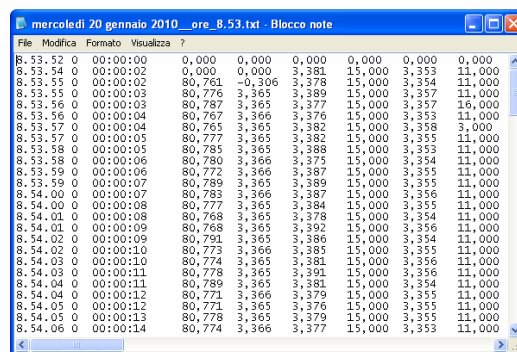 mercoledì 20 gennaio 2010__ore_8.53.txt - Blocco note
File Modifica Formato Visualizza ?
8.53.52 0 00:00:00 0,000 0,000 0,000 0,000 0,000 0,000
8.53.54 0 00:00:02 0,000 0,000 3,381 15,000 3,353 11,000
8.53.55 0 00:00:02 80,761 -0,306 3,378 15,000 3,354 11,000
8.53.55 0 00:00:03 80,776 3,365 3,389 15,000 3,357 11,000
8.53.56 0 00:00:03 80,787 3,365 3,377 15,000 3,357 16,000
8.53.56 0 00:00:04 80,767 3,366 3,376 15,000 3,353 11,000
8.53.57 0 00:00:04 80,765 3,365 3,382 15,000 3,358 3,000
8.53.57 0 00:00:05 80,777 3,365 3,382 15,000 3,355 11,000
8.53.58 0 00:00:05 80,785 3,365 3,388 15,000 3,353 11,000
8.53.58 0 00:00:06 80,780 3,366 3,375 15,000 3,354 11,000
8.53.59 0 00:00:06 80,772 3,366 3,387 15,000 3,355 11,000
8.53.59 0 00:00:07 80,789 3,365 3,389 15,000 3,355 11,000
8.54.00 0 00:00:07 80,783 3,366 3,387 15,000 3,356 11,000
8.54.00 0 00:00:08 80,777 3,365 3,384 15,000 3,355 11,000
8.54.01 0 00:00:08 80,768 3,365 3,378 15,000 3,354 11,000
8.54.01 0 00:00:09 80,768 3,365 3,392 15,000 3,356 11,000
8.54.02 0 00:00:09 80,791 3,366 3,386 15,000 3,354 11,000
8.54.02 0 00:00:10 80,773 3,366 3,385 15,000 3,355 11,000
8.54.03 0 00:00:10 80,774 3,365 3,381 15,000 3,356 11,000
8.54.03 0 00:00:11 80,778 3,365 3,391 15,000 3,356 11,000
8.54.04 0 00:00:11 80,789 3,365 3,381 15,000 3,354 11,000
8.54.04 0 00:00:12 80,771 3,366 3,379 15,000 3,355 11,000
8.54.05 0 00:00:12 80,771 3,365 3,376 15,000 3,355 11,000
8.54.05 0 00:00:13 80,778 3,365 3,379 15,000 3,355 11,000
8.54.06 0 00:00:14 80,774 3,366 3,377 15,000 3,353 11,000